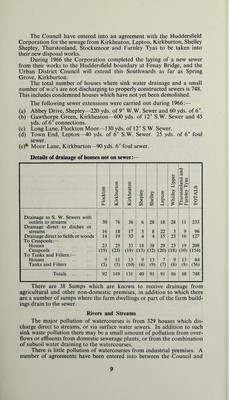 The Council have entered into an agreement with the Huddersfield
Corporation for the sewage from Kirkheaton, Lepton, Kirkburton, Shelley
Shepley, Thurstonland, Stocksmoor and Farnley Tyas to be taken into
their new disposal works.
During 1966 the Corporation completed the laying of a new sewer
from their works to the Huddersfield boundary at Fenay Bridge, and the
Urban District Council will extend this Southwards as far as Spring
Grove, Kirkburton.
The total number of houses where sink water drainage and a small
number of w.c's are not discharging to properly constructed sewers is 748.
This includes condemned houses which have not yet been demolished.
The following sewer extensions were carried out during 1966:—
(a) Abbey Drive, Shepley—220 yds. of 9" W.W. Sewer and 60 yds. of 6".
(b) Gawthorpe Green, Kirkheaton—600 yds. of 12" S.W. Sewer and 45
yds. of 6" connections.
(c) Long Lane, Flockton Moor—130 yds. of 12" S.W. Sewer.
(d) Town End, Lepton—40 yds. of 6" S.W. Sewer. 25 yds. of 6" foul
sewer.
Moor Lane, Kirkburton—90 yds. 6" foul sewer.
Details of drainage of houses not on sewer:—
Flockton Kirkburton Kirkheaton Shepley Shelley Lepton Whitley Upper Thurstonland and Farnley Tyas TOTALS
Drainage to S. W. Sewers with
outlets to streams .. 30 76 36 6 28 18 28 11 233
Drainage direct to ditches or
streams .. 16 18 17 3 8 22 3 9 96
Drainage direct to fields or woods 14 19 32 4 4 15 23 16 127
To Cesspools:—
Houses .. 23 25 33 18 38 29 23 19 208
Cesspools .. (19) (23) (19) (13) (32) (20) (18) (10) (154)
To Tanks and Filters:—
Houses .. 9 11 13 9 13 7 9 13 84
Tanks and Filters .. (2) (5) (10) (8) (9) (7) (6) (9) (56)
Totals .. 92 149 131 40 91 91 86 68 748
There are 38 Sumps which are known to receive drainage from
agricultural and other non-domestic premises, in addition to which there
are a number of sumps where the farm dwellings or part of the farm build-
ings drain to the sewer.
Rivers and Streams
The major pollution of watercourses is from 329 houses which dis-
charge direct to streams, or via surface water sewers. In addition to such
sink waste pollution there may be a small amount of pollution from over-
flows or effluents from domestic sewerage plants, or from the combination
of subsoil water draining to the watercourses.
There is little pollution of watercourses from industrial premises. A
number of agreements have been entered into between the Council and
9